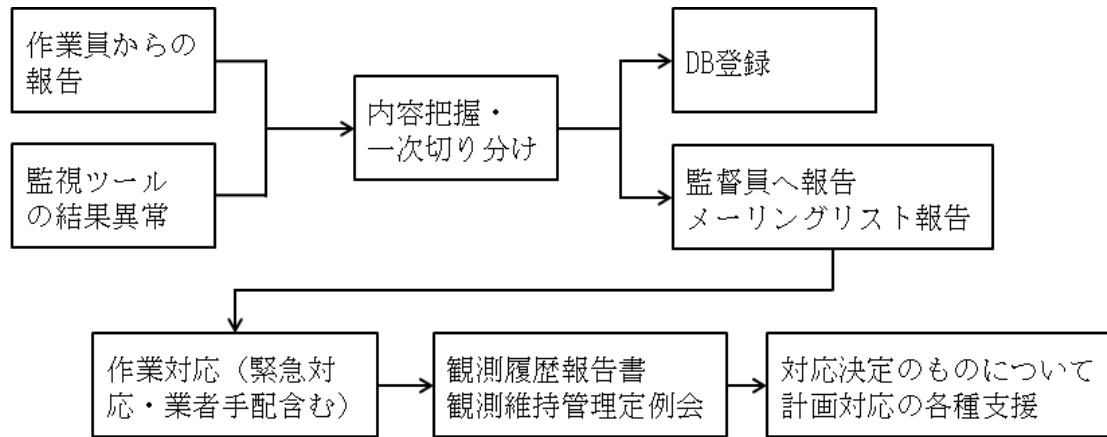 作業員からの
報告
監視ツール
の結果異常
内容把握・
一次切り分け
DB登録
監督員へ報告
メーリングリスト報告
作業対応（緊急対
応・業者手配含む）
観測履歴報告書
観測維持管理定例会
対応決定のものについて
計画対応の各種支援